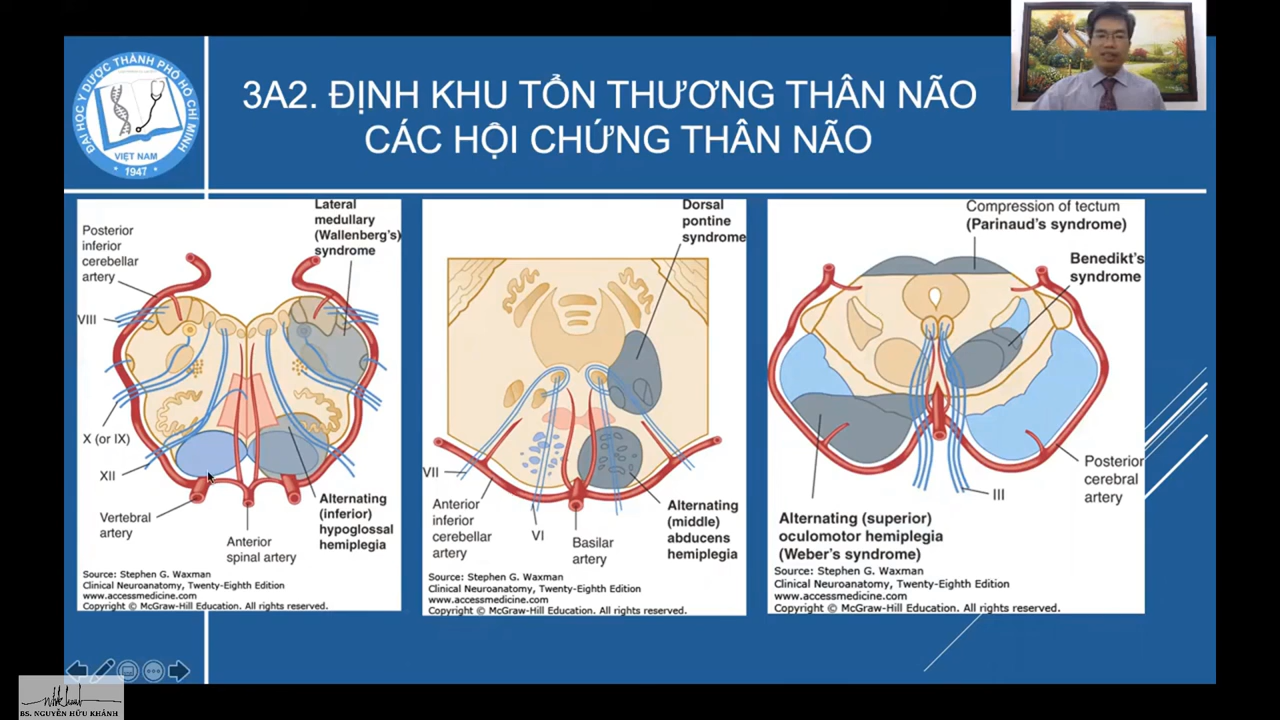 ĐẠI HỌC Y DƯỢC THÀNH PHỐ HỒ CHÍ MINH
VIỆT NAM
1947
3A2. ĐỊNH KHU TỔN THƯƠNG THÂN NÃO
CÁC HỘI CHỨNG THÂN NÃO
Lateral
medullary
(Wallenberg's)
syndrome
Posterior
inferior
cerebellar
artery
VIII
X (or IX)
XII
Vertebral
artery
Anterior
spinal artery
Alternating
(inferior)
hypoglossal
hemiplegia
Source: Stephen G. Waxman
Clinical Neuroanatomy, Twenty-Eighth Edition
www.accessmedicine.com
Copyright © McGraw-Hill Education. All rights reserved.
Dorsal
pontine
syndrome
VII
Anterior
inferior
cerebellar
artery
VI
Basilar
artery
Alternating
(middle)
abducens
hemiplegia
Source: Stephen G. Waxman
Clinical Neuroanatomy, Twenty-Eighth Edition
www.accessmedicine.com
Copyright © McGraw-Hill Education. All rights reserved.
Compression of tectum
(Parinaud's syndrome)
Benedikt's
syndrome
III
Posterior
cerebral
artery
Alternating (superior)
oculomotor hemiplegia
(Weber's syndrome)
Source: Stephen G. Waxman
Clinical Neuroanatomy, Twenty-Eighth Edition
www.accessmedicine.com
Copyright © McGraw-Hill Education. All rights reserved.
BS. NGUYỄN HỮU KHÁNH